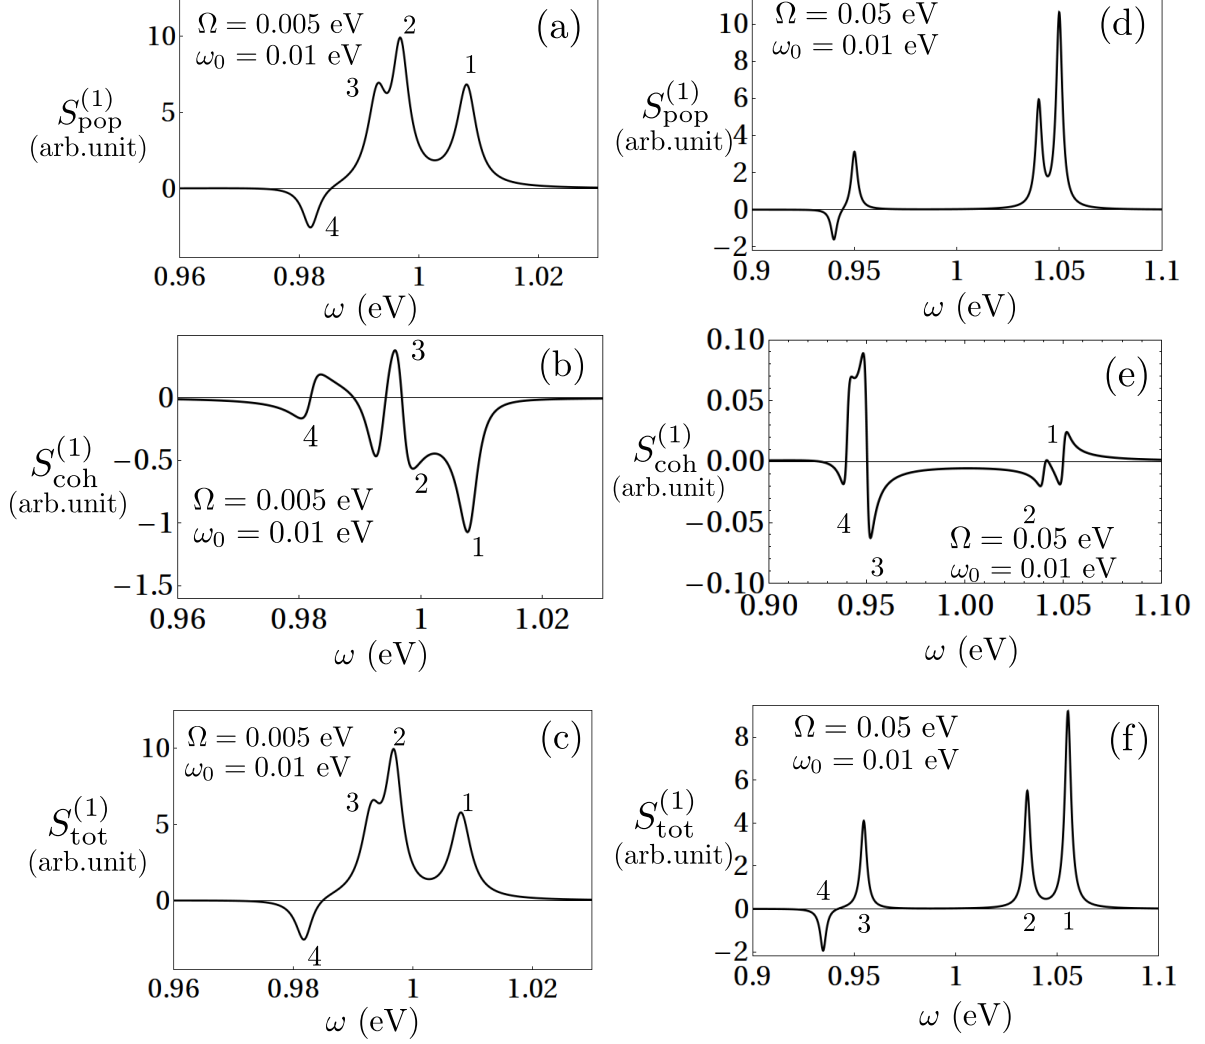 (a)
Ω = 0.005 eV
ω₀ = 0.01 eV
S_pop^(1)
(arb.unit)
10
5
0
1
2
3
4
0.96
0.98
1
1.02
ω (eV)
(d)
Ω = 0.05 eV
ω₀ = 0.01 eV
S_pop^(1)
(arb.unit)
10
8
6
4
2
0
−2
0.9
0.95
1
1.05
1.1
ω (eV)
(b)
S_coh^(1)
(arb.unit)
0
−0.5
−1
−1.5
3
4
2
1
Ω = 0.005 eV
ω₀ = 0.01 eV
0.96
0.98
1
1.02
ω (eV)
(e)
S_coh^(1)
(arb.unit)
0.10
0.05
0.00
−0.05
−0.10
1
2
4
3
Ω = 0.05 eV
ω₀ = 0.01 eV
0.90
0.95
1.00
1.05
1.10
ω (eV)
(c)
Ω = 0.005 eV
ω₀ = 0.01 eV
S_tot^(1)
(arb.unit)
10
5
0
2
3
1
4
0.96
0.98
1
1.02
ω (eV)
(f)
Ω = 0.05 eV
ω₀ = 0.01 eV
S_tot^(1)
(arb.unit)
8
6
4
2
0
−2
4
3
2
1
0.9
0.95
1
1.05
1.1
ω (eV)